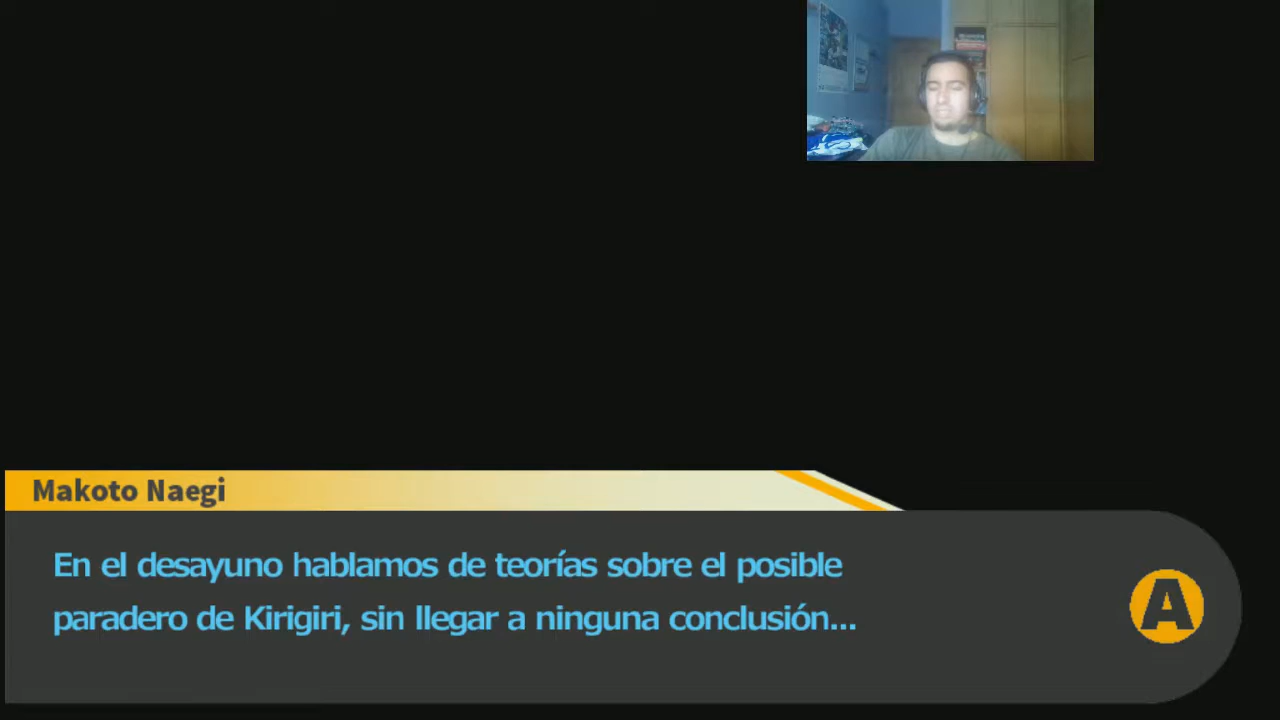 Makoto Naegi
En el desayuno hablamos de teorías sobre el posible
paradero de Kirigiri, sin llegar a ninguna conclusión...
A